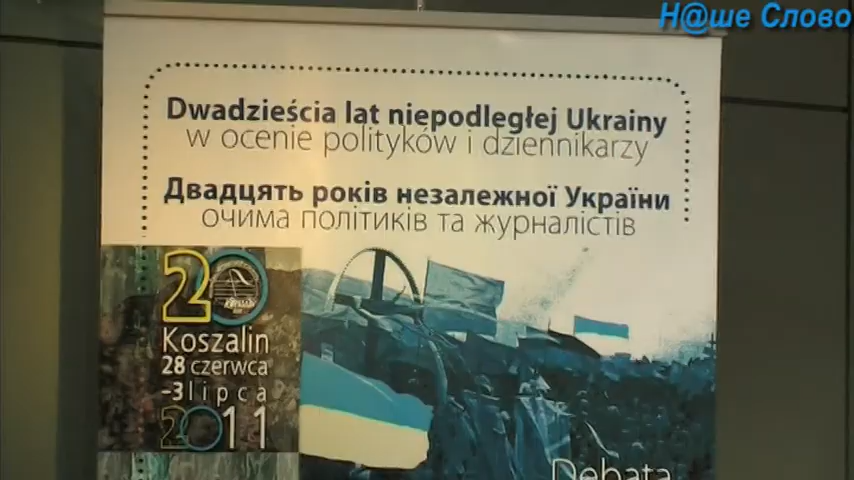 Н@ше Слово
Dwadzieścia lat niepodległej Ukrainy
w ocenie polityków i dziennikarzy
Двадцять років незалежної України
очима політиків та журналістів
20
Koszalin
28 czerwca
-3 lipca
2011
Debata